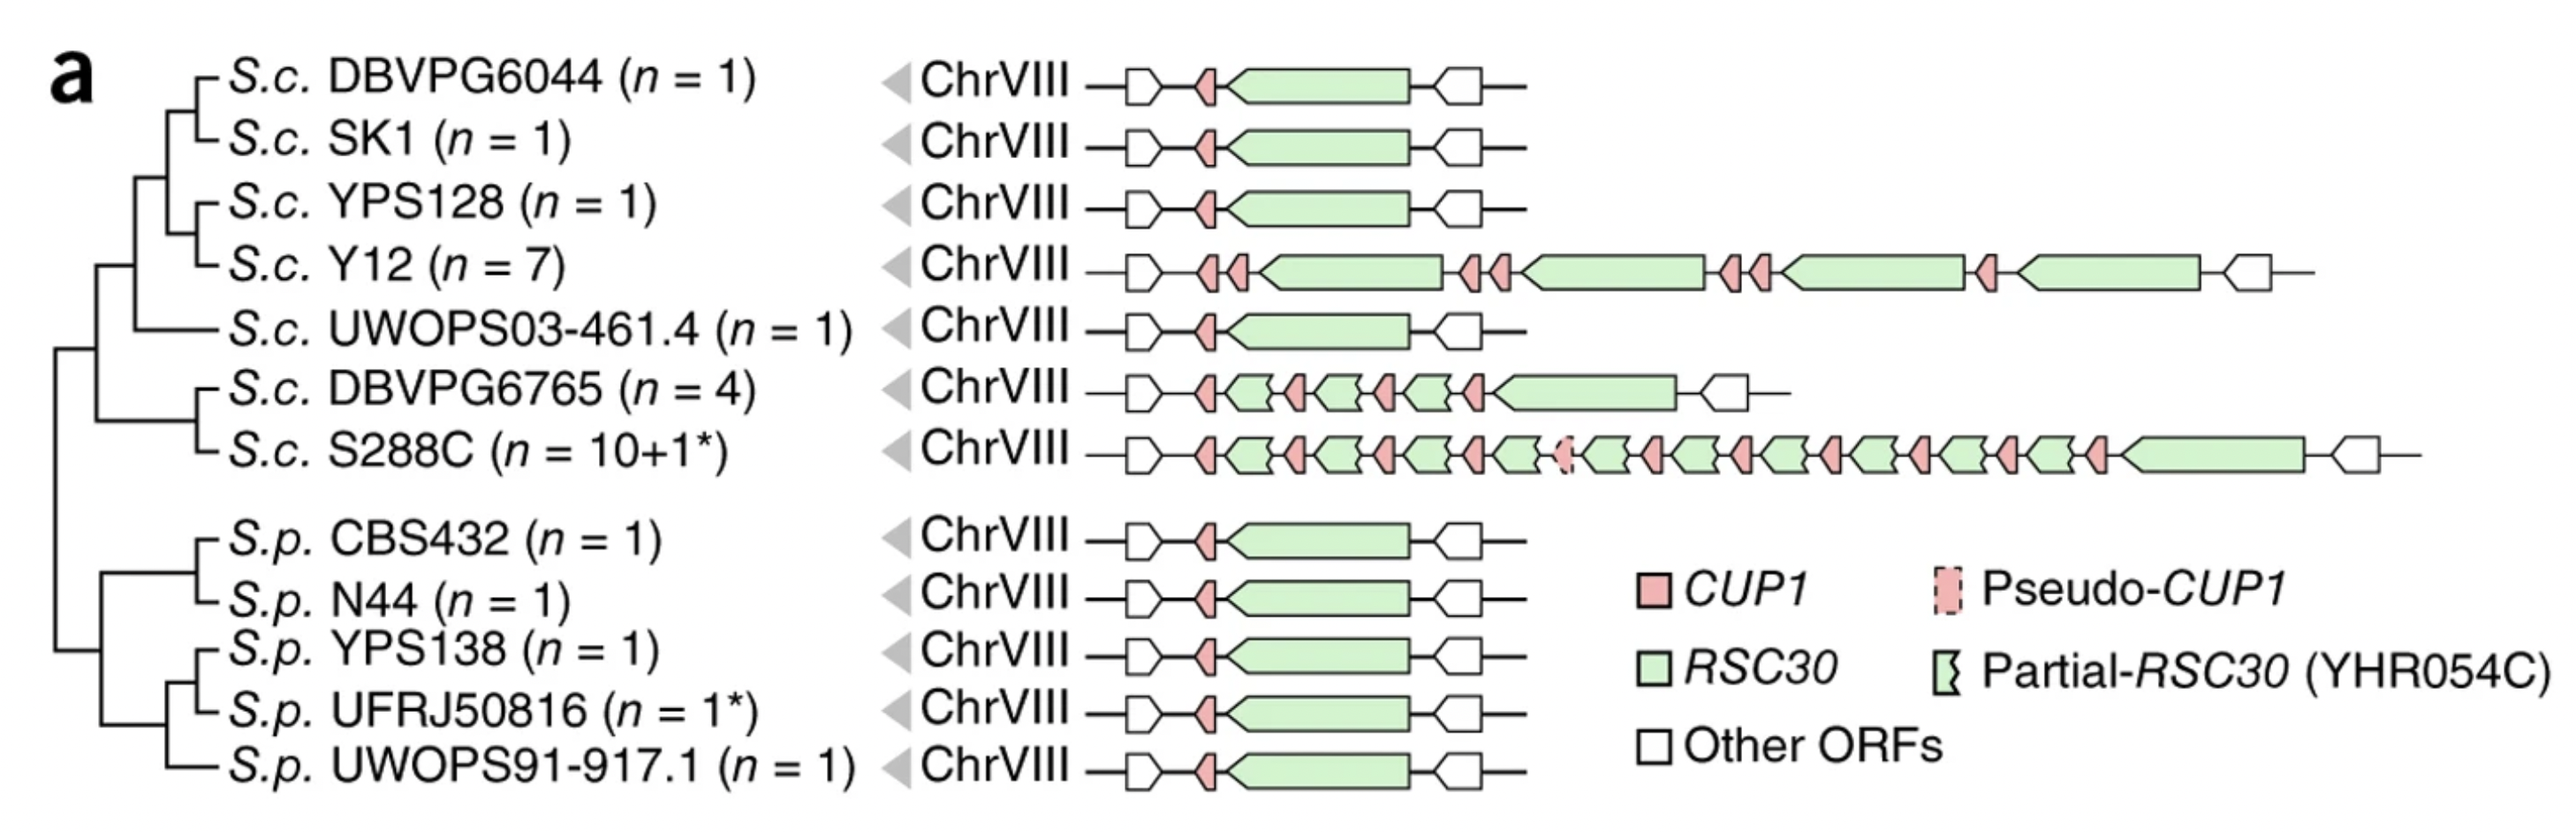 a
S.c. DBVPG6044 (n = 1) ChrVIII
S.c. SK1 (n = 1) ChrVIII
S.c. YPS128 (n = 1) ChrVIII
S.c. Y12 (n = 7) ChrVIII
S.c. UWOPS03-461.4 (n = 1) ChrVIII
S.c. DBVPG6765 (n = 4) ChrVIII
S.c. S288C (n = 10+1*) ChrVIII
S.p. CBS432 (n = 1) ChrVIII
S.p. N44 (n = 1) ChrVIII
S.p. YPS138 (n = 1) ChrVIII
S.p. UFRJ50816 (n = 1*) ChrVIII
S.p. UWOPS91-917.1 (n = 1) ChrVIII
CUP1 Pseudo-CUP1
RSC30 Partial-RSC30 (YHR054C)
Other ORFs